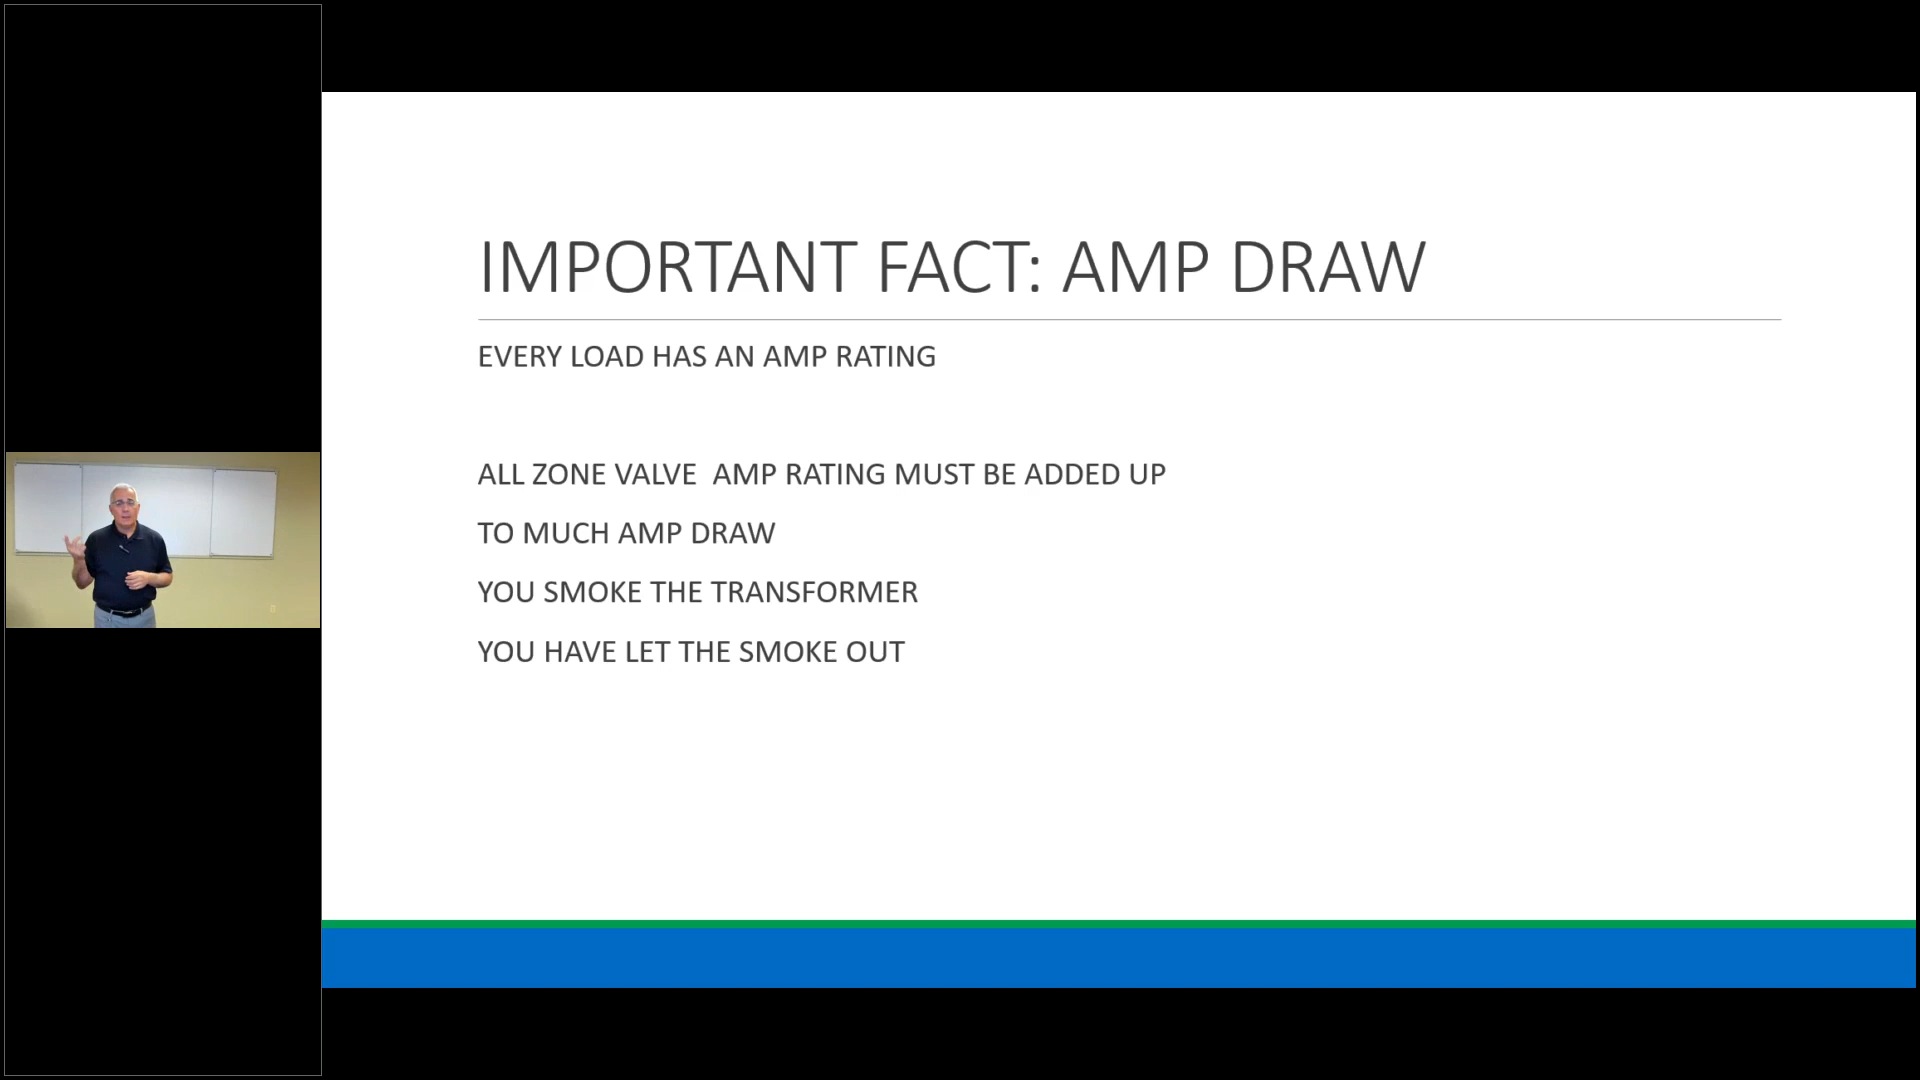 IMPORTANT FACT: AMP DRAW
EVERY LOAD HAS AN AMP RATING
ALL ZONE VALVE  AMP RATING MUST BE ADDED UP
TO MUCH AMP DRAW
YOU SMOKE THE TRANSFORMER
YOU HAVE LET THE SMOKE OUT